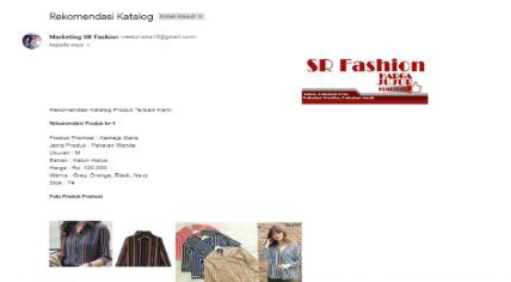 Rekomendasi Katalog
Marketing SR Fashion
kepada saya
SR Fashion
HARGA
JUJUR
Rekomendasi Katalog Produk Terbaik Kami
Rekomendasi Produk ke-1
Produk Promosi : Kemeja Garis
Jenis Produk : Pakaian Wanita
Ukuran : M
Bahan : Katun Halus
Harga : Rp. 120,000
Warna : Grey Orange, Black, Navy
Stok : 74
Foto Produk Promosi